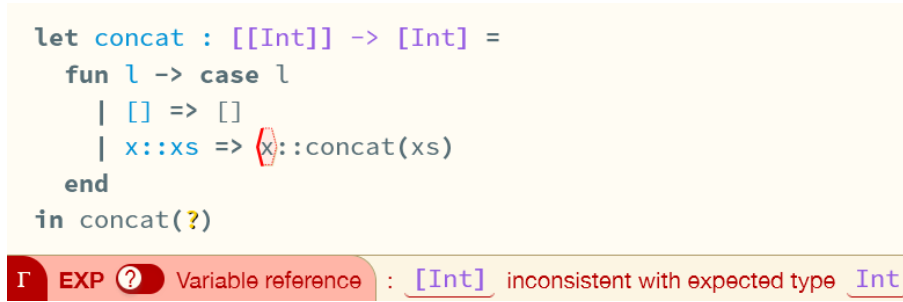 let concat : [[Int]] -> [Int] =
fun l -> case l
| [] => []
| x::xs => x::concat(xs)
end
in concat(?)
Γ EXP ? Variable reference : [Int] inconsistent with expected type Int